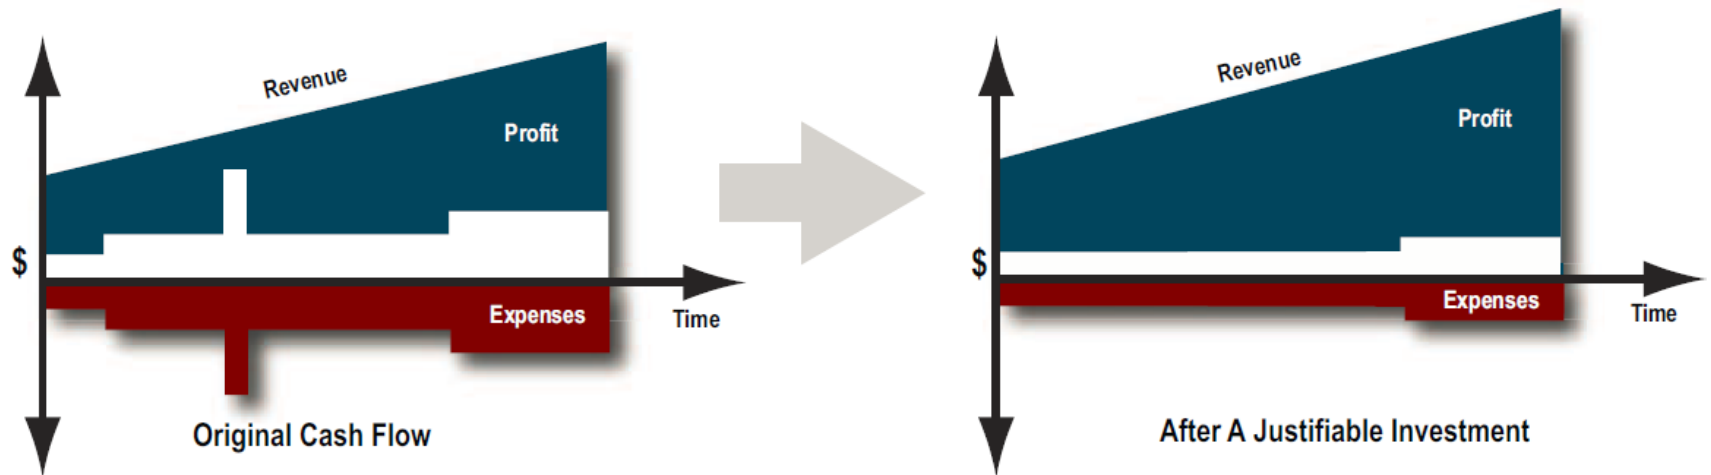 Revenue
Profit
$
Expenses
Time
Original Cash Flow
Revenue
Profit
$
Expenses
Time
After A Justifiable Investment